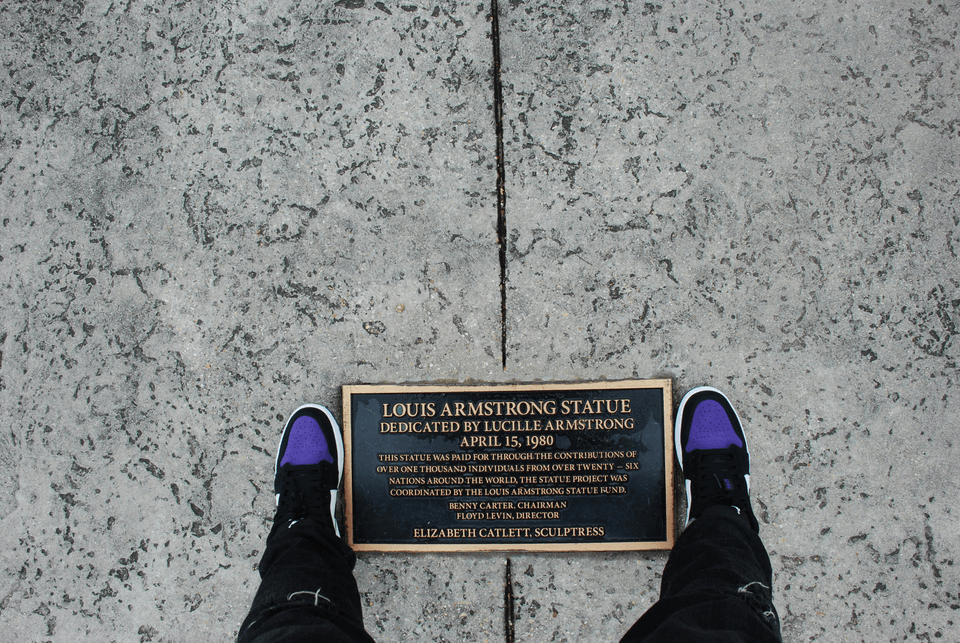 LOUIS ARMSTRONG STATUE
DEDICATED BY LUCILLE ARMSTRONG
APRIL 15, 1980
THIS STATUE WAS PAID FOR THROUGH THE CONTRIBUTIONS OF
OVER ONE THOUSAND INDIVIDUALS FROM OVER TWENTY – SIX
NATIONS AROUND THE WORLD, THE STATUE PROJECT WAS
COORDINATED BY THE LOUIS ARMSTRONG STATUE FUND.
BENNY CARTER, CHAIRMAN
FLOYD LEVIN, DIRECTOR
ELIZABETH CATLETT, SCULPTRESS